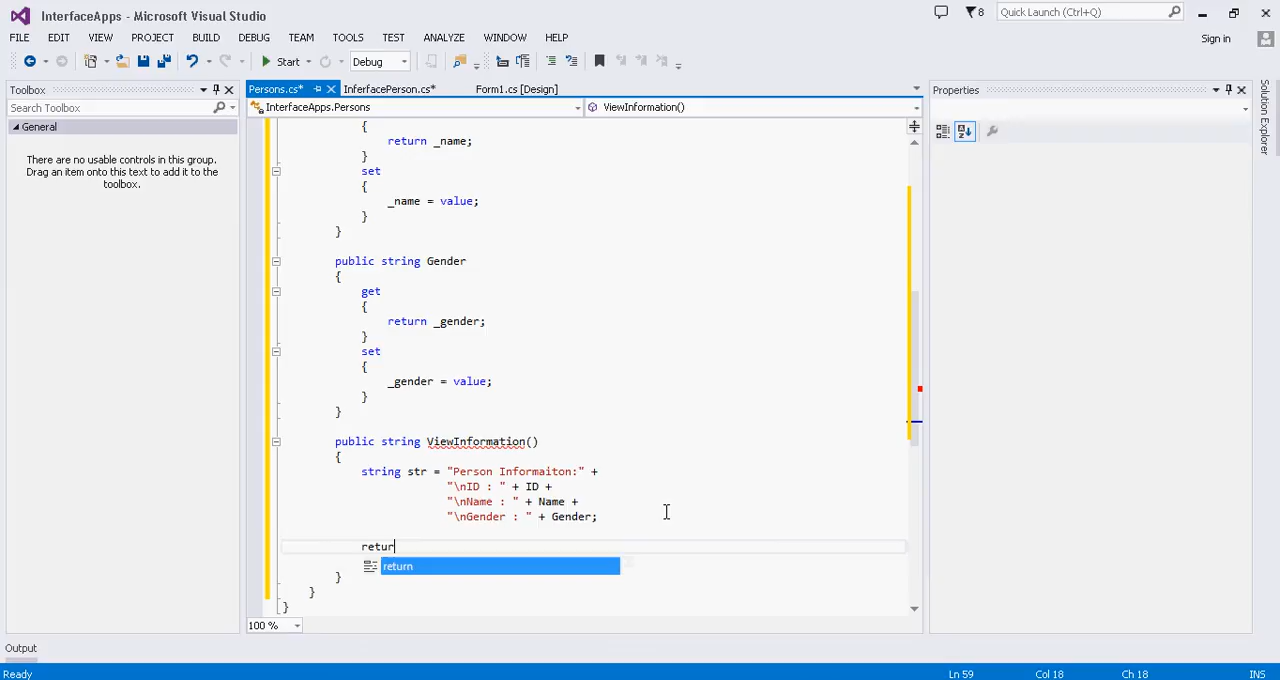 InterfaceApps - Microsoft Visual Studio
8
Quick Launch (Ctrl+Q)
FILE EDIT VIEW PROJECT BUILD DEBUG TEAM TOOLS TEST ANALYZE WINDOW HELP
Sign in
Start Debug
Toolbox
Persons.cs* InferfacePerson.cs* Form1.cs [Design]
Properties
Search Toolbox
InterfaceApps.Persons ViewInformation()
General
There are no usable controls in this group.
Drag an item onto this text to add it to the
toolbox.
Solution Explorer
{
return _name;
}
set
{
_name = value;
}
}
public string Gender
{
get
{
return _gender;
}
set
{
_gender = value;
}
}
public string ViewInformation()
{
string str = "Person Informaiton:" +
"\nID : " + ID +
"\nName : " + Name +
"\nGender : " + Gender;
retur
return
}
}
}
100 %
Output
Ready Ln 59 Col 18 Ch 18 INS